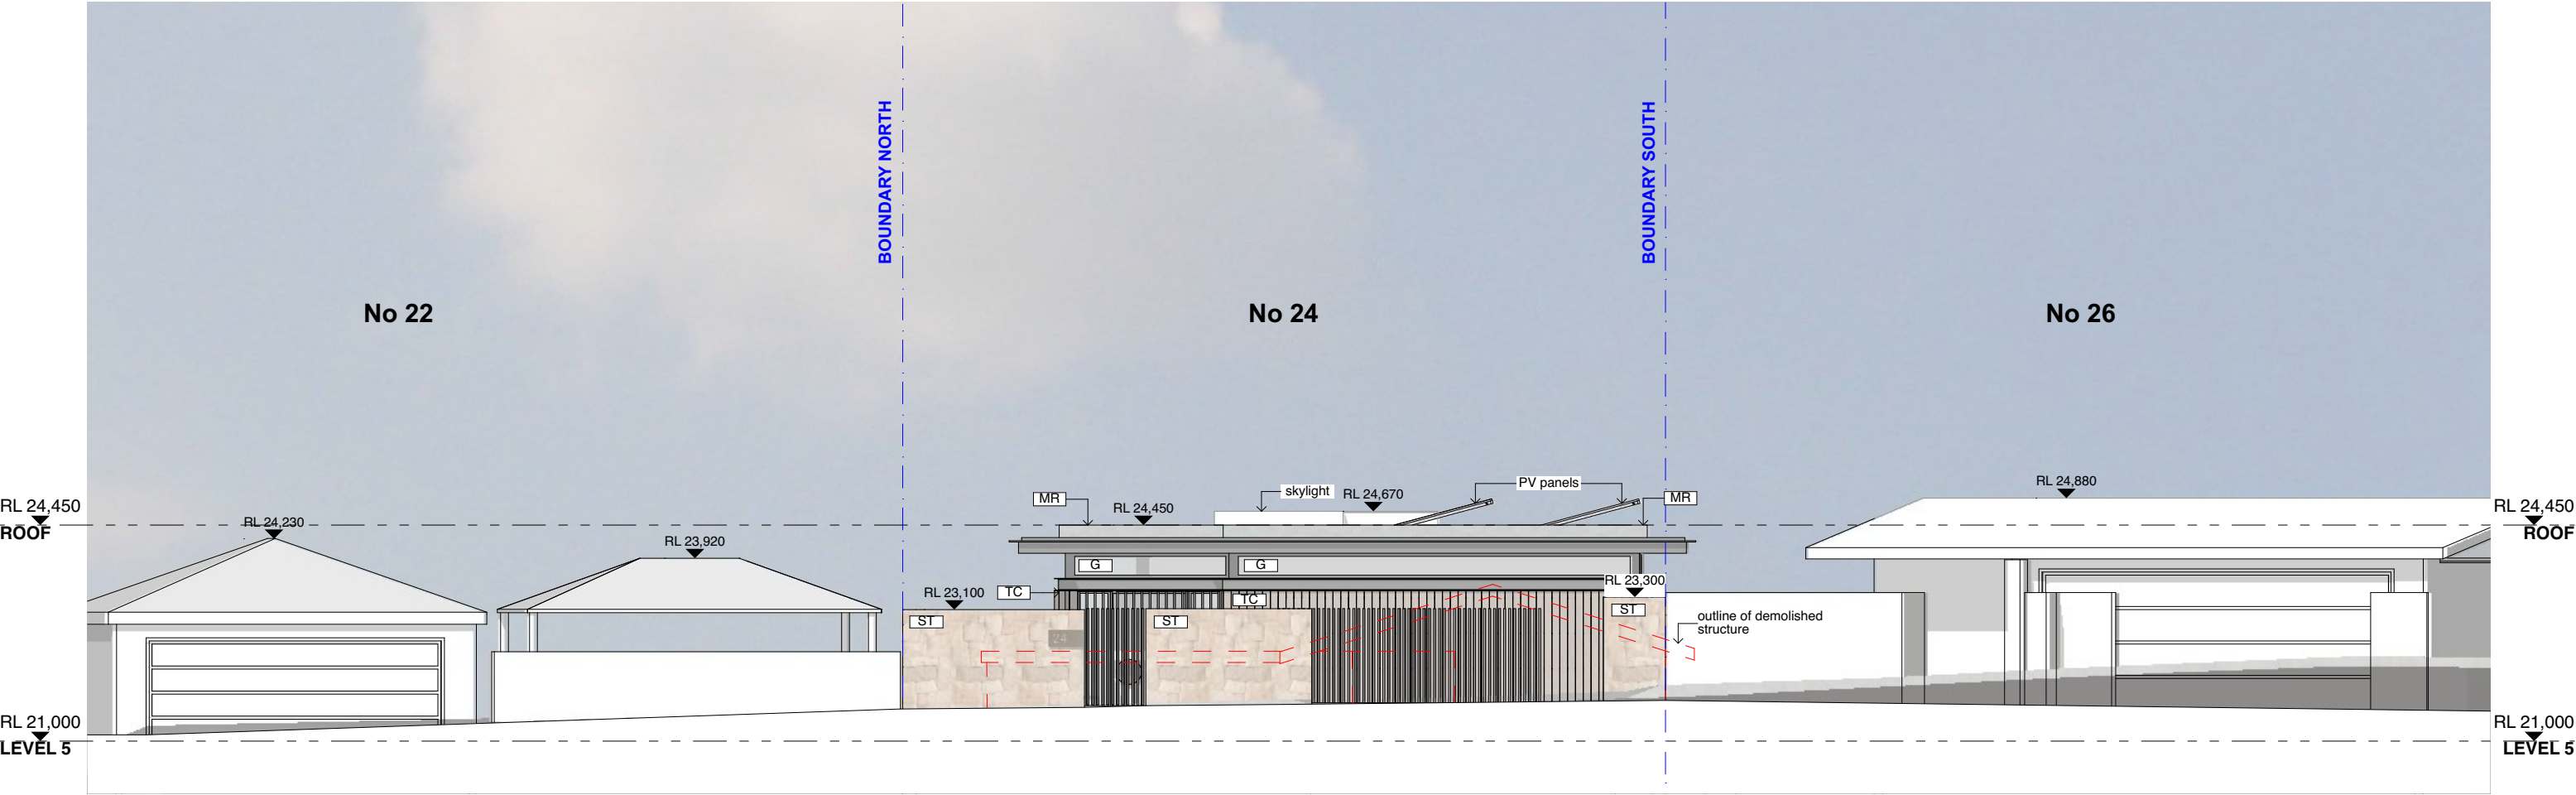 BOUNDARY NORTH
BOUNDARY SOUTH
No 22
No 24
No 26
RL 24,450
ROOF
RL 24,230
RL 23,920
MR
RL 24,450
skylight
RL 24,670
PV panels
MR
RL 24,880
RL 24,450
ROOF
G
G
RL 23,100
TC
TC
RL 23,300
ST
ST
ST
24
outline of demolished
structure
RL 21,000
LEVEL 5
RL 21,000
LEVEL 5